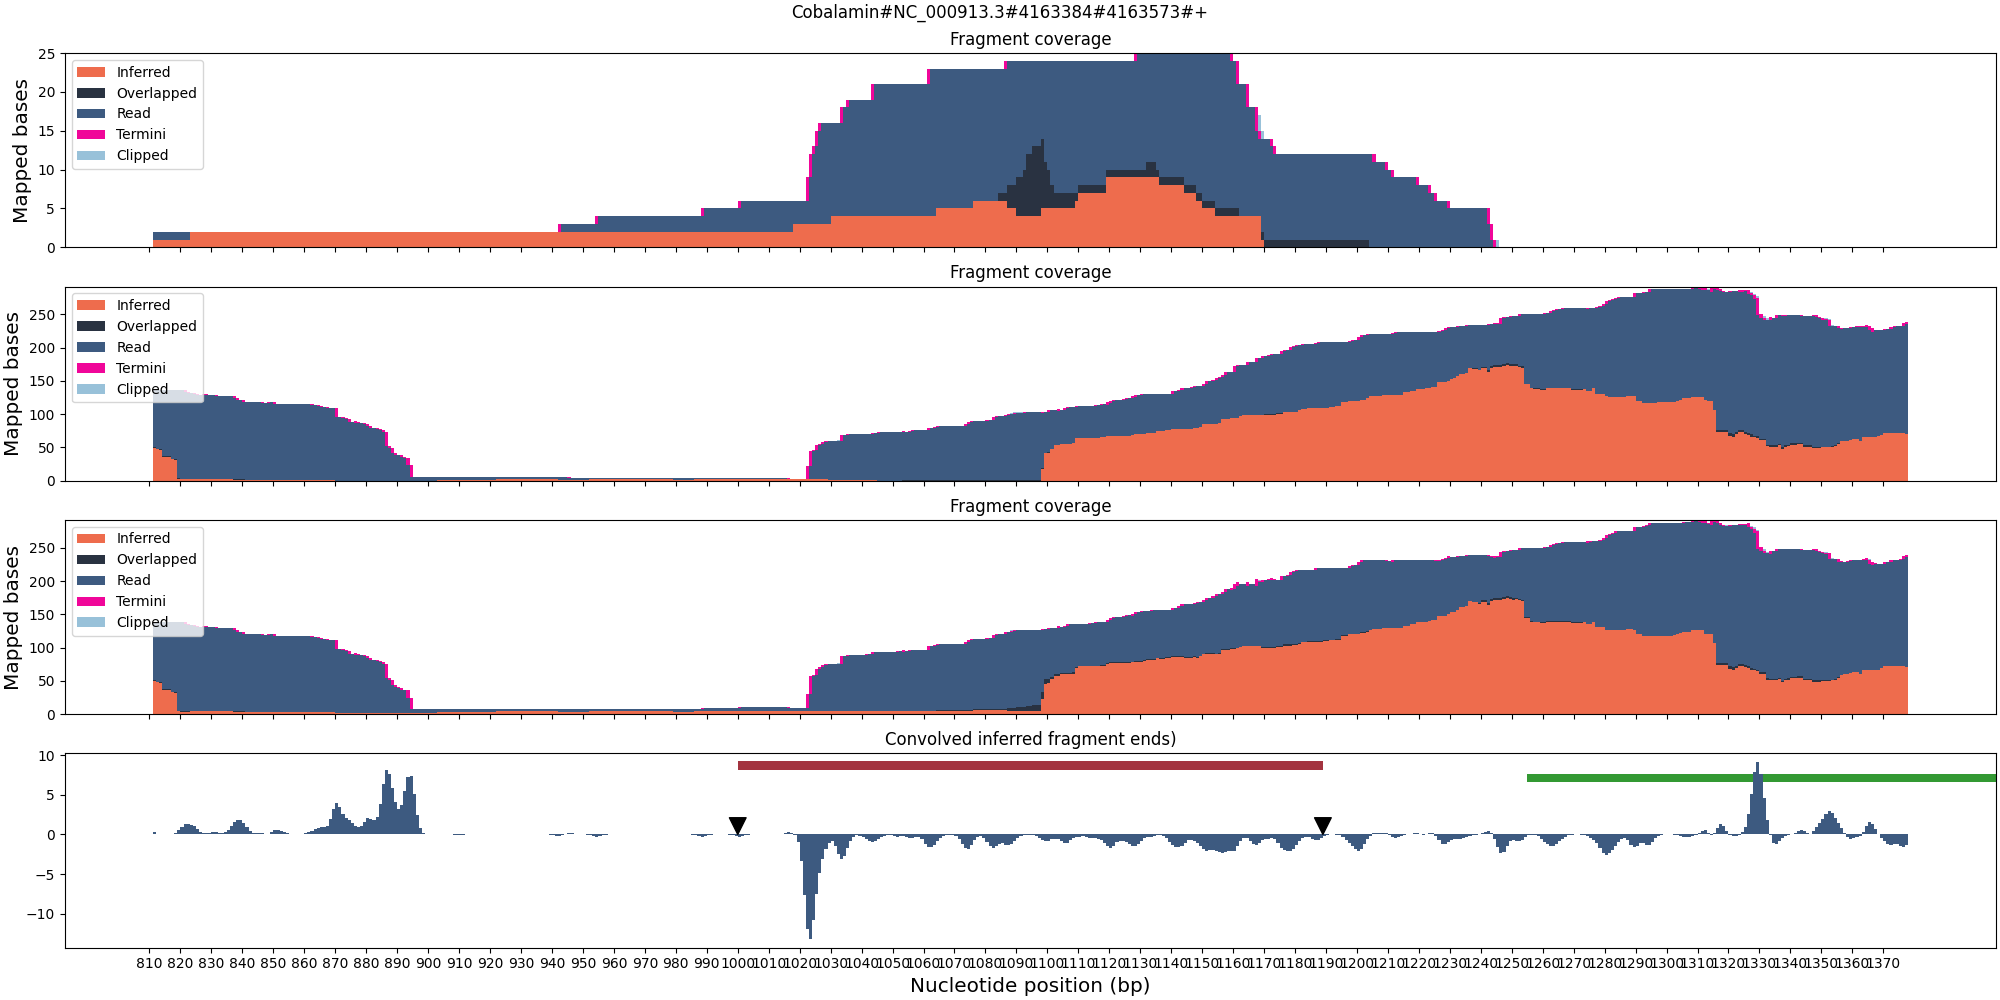 Cobalamin#NC_000913.3#4163384#4163573#+
Fragment coverage
Mapped bases
25
20
15
10
5
0
Inferred
Overlapped
Read
Termini
Clipped
Fragment coverage
Mapped bases
250
200
150
100
50
0
Inferred
Overlapped
Read
Termini
Clipped
Fragment coverage
Mapped bases
250
200
150
100
50
0
Inferred
Overlapped
Read
Termini
Clipped
Convolved inferred fragment ends)
10
5
0
−5
−10
810 820 830 840 850 860 870 880 890 900 910 920 930 940 950 960 970 980 990 1000 1010 1020 1030 1040 1050 1060 1070 1080 1090 1100 1110 1120 1130 1140 1150 1160 1170 1180 1190 1200 1210 1220 1230 1240 1250 1260 1270 1280 1290 1300 1310 1320 1330 1340 1350 1360 1370
Nucleotide position (bp)